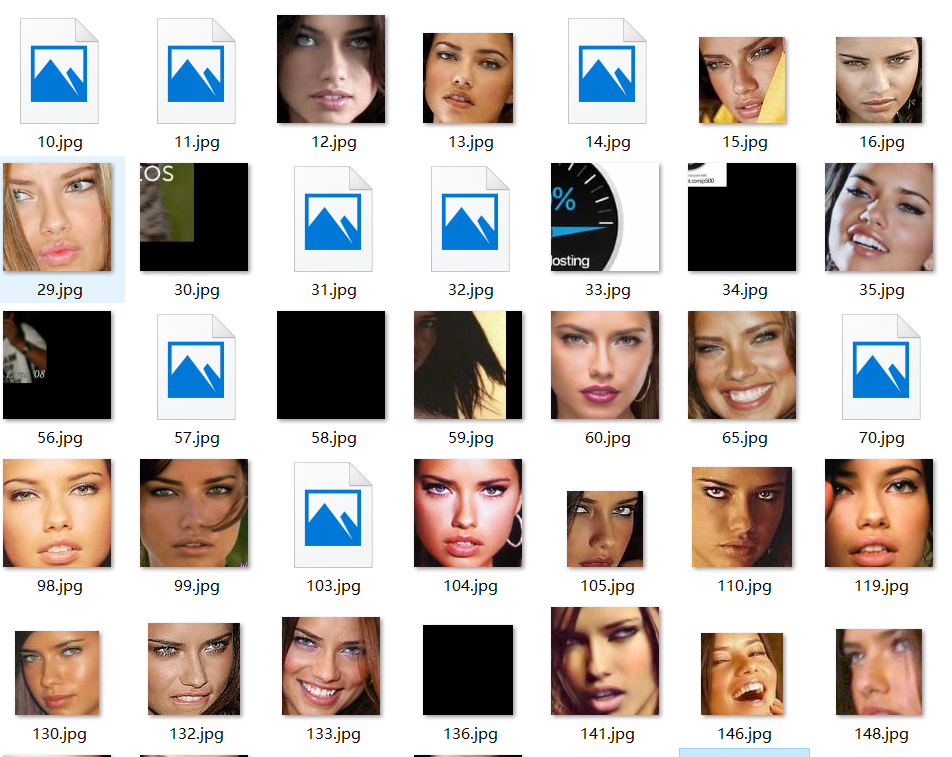 10.jpg 11.jpg 12.jpg 13.jpg 14.jpg 15.jpg 16.jpg
OS
%
osting
29.jpg 30.jpg 31.jpg 32.jpg 33.jpg 34.jpg 35.jpg
08
56.jpg 57.jpg 58.jpg 59.jpg 60.jpg 65.jpg 70.jpg
98.jpg 99.jpg 103.jpg 104.jpg 105.jpg 110.jpg 119.jpg
130.jpg 132.jpg 133.jpg 136.jpg 141.jpg 146.jpg 148.jpg